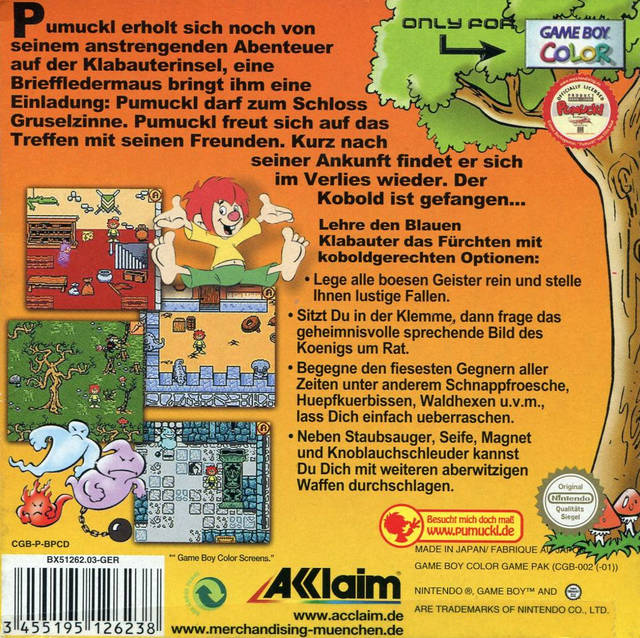 Pumuckl erholt sich noch von
seinem anstrengenden Abenteuer
auf der Klabauterinsel, eine
Brieffledermaus bringt ihm eine
Einladung: Pumuckl darf zum Schloss
Gruselzinne. Pumuckl freut sich auf das
Treffen mit seinen Freunden. Kurz nach
seiner Ankunft findet er sich
im Verlies wieder. Der
Kobold ist gefangen...
ONLY FOR
GAME BOY
COLOR
OFFICIALLY LICENSED
PRODUCT
PUMUCKL
Lehre den Blauen
Klabauter das Fürchten mit
koboldgerechten Optionen:
• Lege alle boesen Geister rein und stelle
Ihnen lustige Fallen.
• Sitzt Du in der Klemme, dann frage das
geheimnisvolle sprechende Bild des
Koenigs um Rat.
• Begegne den fiesesten Gegnern aller
Zeiten unter anderem Schnappfroesche,
Huepfkuerbissen, Waldhexen u.v.m.,
lass Dich einfach ueberraschen.
• Neben Staubsauger, Seife, Magnet
und Knoblauchschleuder kannst
Du Dich mit weiteren aberwitzigen
Waffen durchschlagen.
Original
Nintendo
Qualitäts
Siegel
Besucht mich doch mal!
www.pumuckl.de
CGB-P-BPCD
BX51262.03-GER
"* Game Boy Color Screens."
3 455195 126238
AKKlaim
www.acclaim.de
www.merchandising-muenchen.de
MADE IN JAPAN/ FABRIQUE AU JAPON
GAME BOY COLOR GAME PAK (CGB-002 (-01))
NINTENDO ®, GAME BOY™ AND
ARE TRADEMARKS OF NINTENDO CO., LTD.